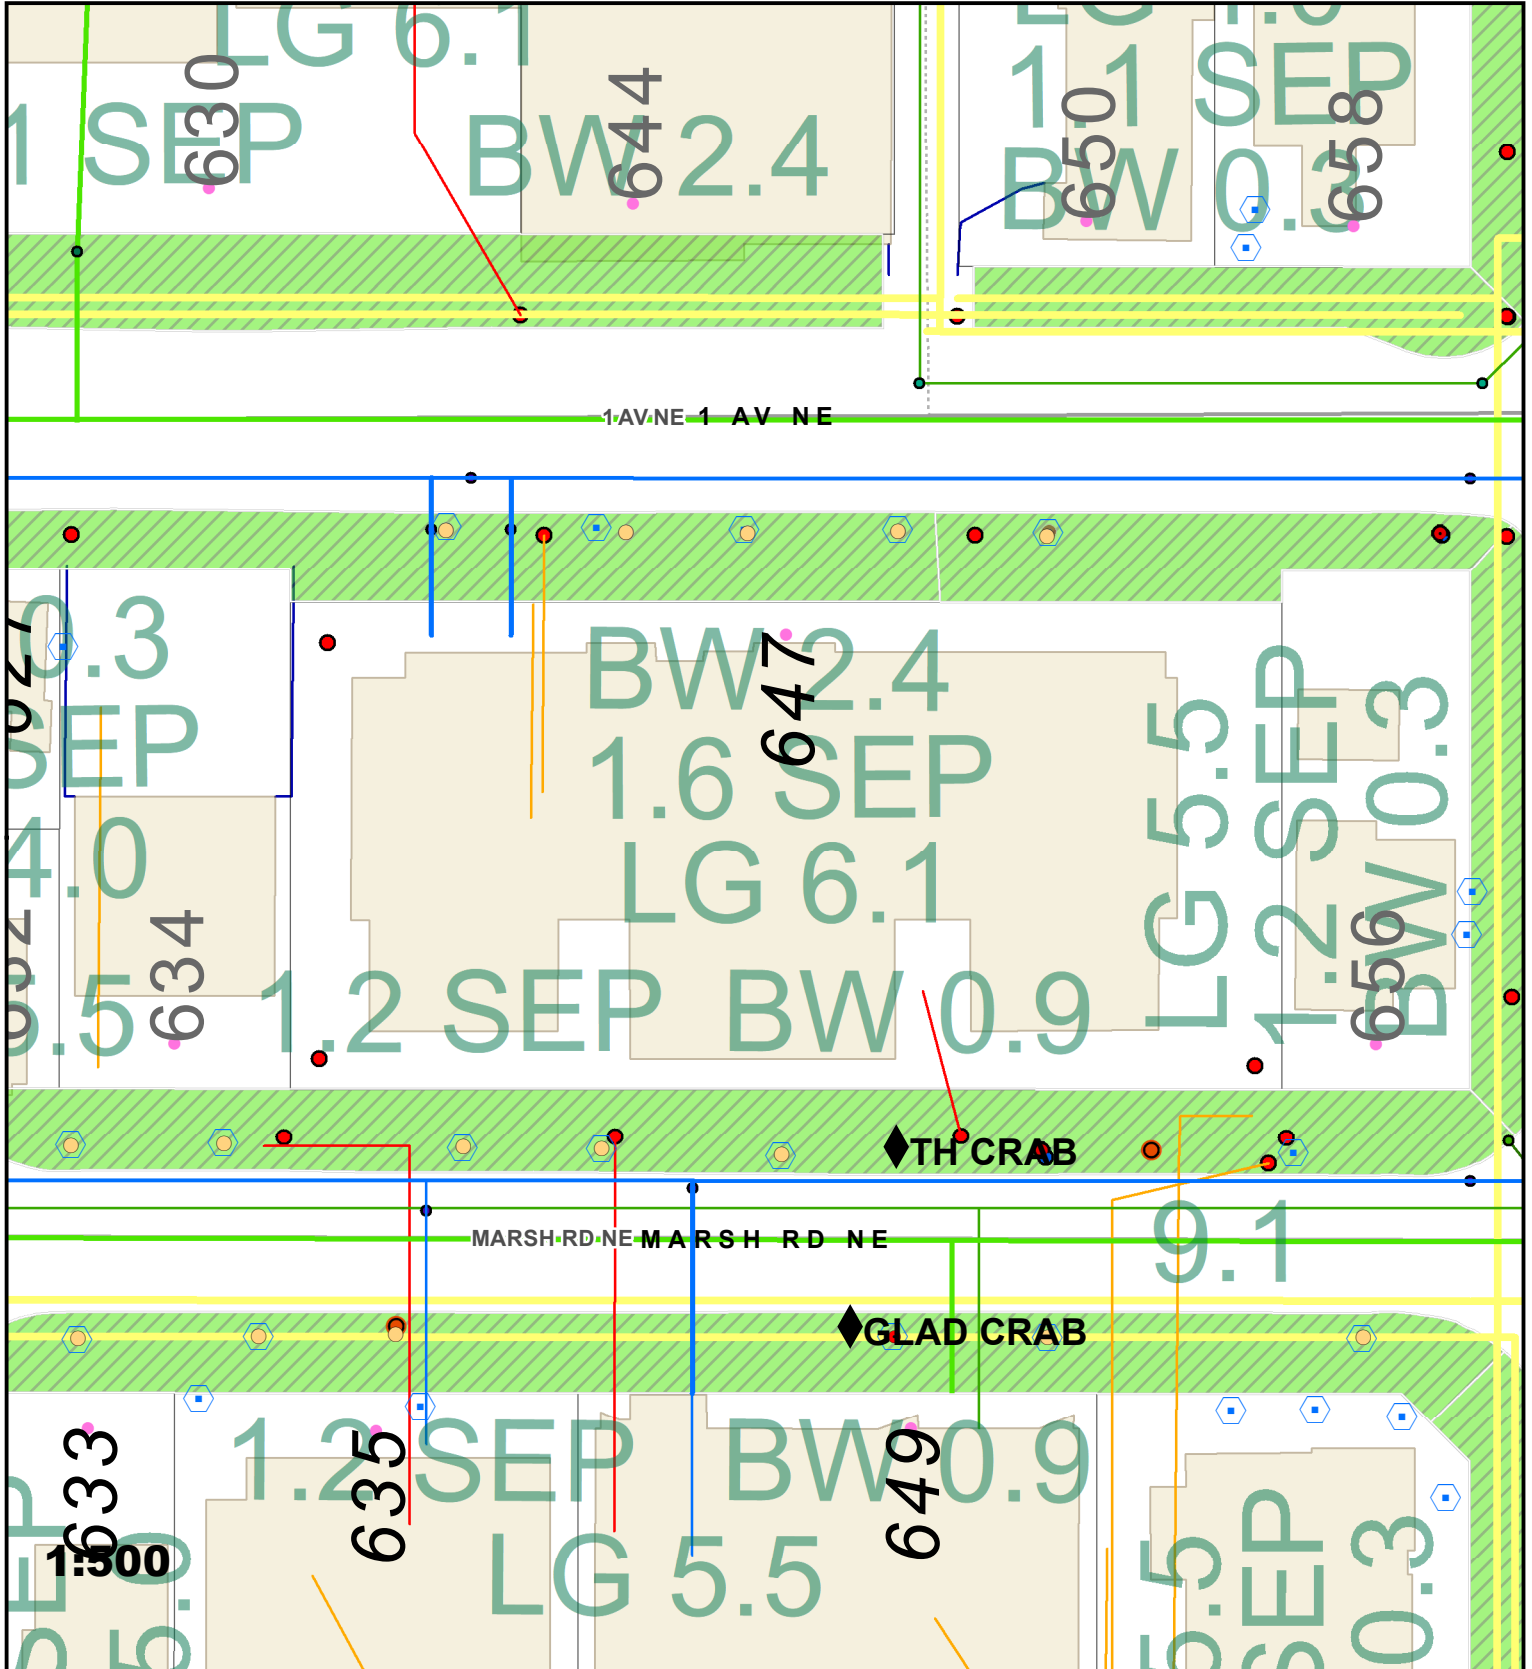 LG 6.1
1 SEP
630
BW 2.4
644
1.1 SEP
650
BW 0.3
658
1 AV NE
1 AV NE
0.3
SEP
4.0
634
BW 2.4
647
1.6 SEP
LG 6.1
1.2 SEP
BW 0.9
LG 5.5
1.2 SEP
BW 0.3
656
TH CRAB
9.1
MARSH RD NE
MARSH RD NE
GLAD CRAB
633
635
1.2 SEP
BW 0.9
649
LG 5.5
1:500
SEP
0.3